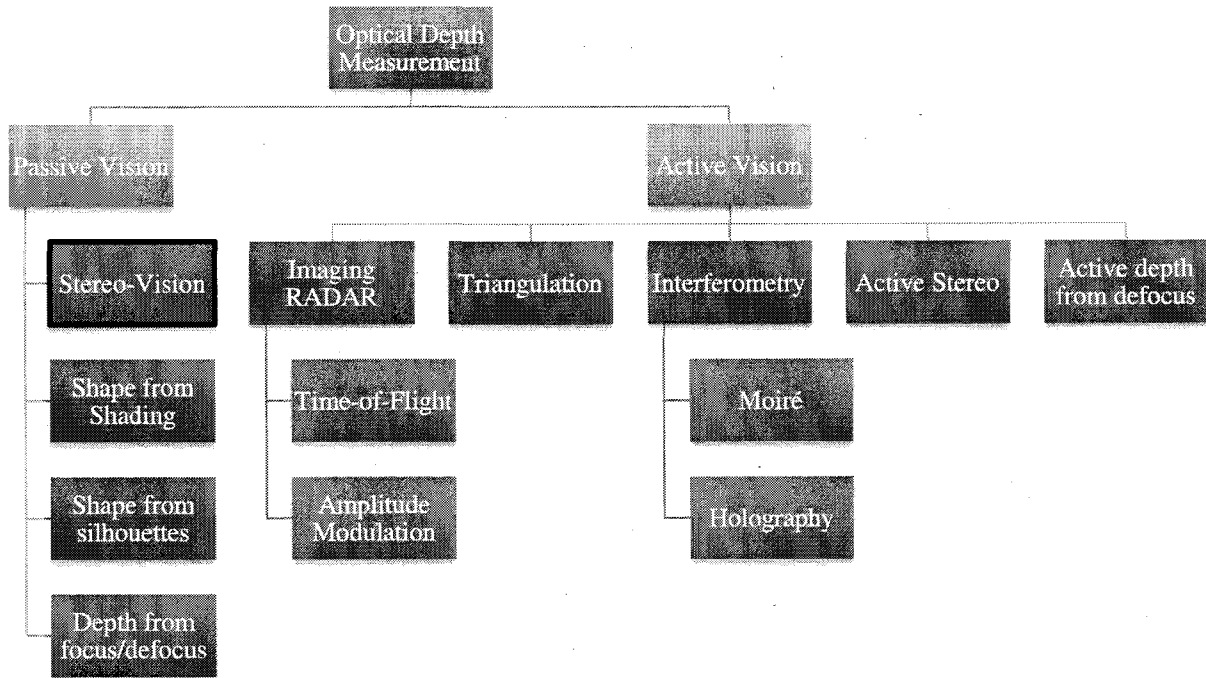 Optical Depth
Measurement
Passive Vision
Active Vision
Stereo-Vision
Imaging
RADAR
Triangulation
Interferometry
Active Stereo
Active depth
from defocus
Shape from
Shading
Time-of-Flight
Moiré
Shape from
silhouettes
Amplitude
Modulation
Holography
Depth from
focus/defocus